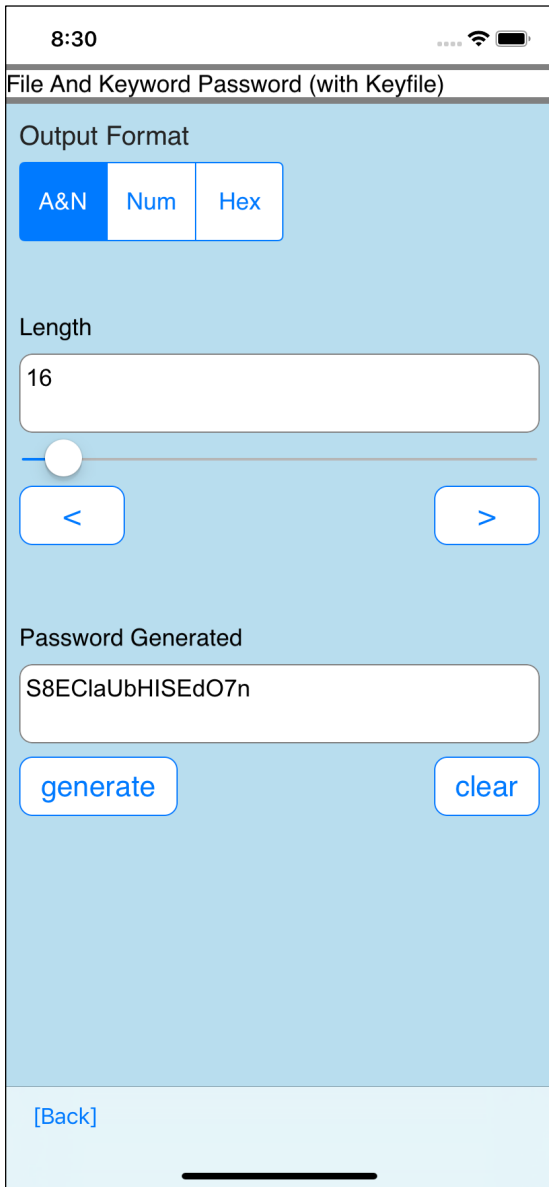 8:30
File And Keyword Password (with Keyfile)
Output Format
A&N Num Hex
Length
16
< >
Password Generated
S8EClaUbHISEdO7n
generate clear
[Back]